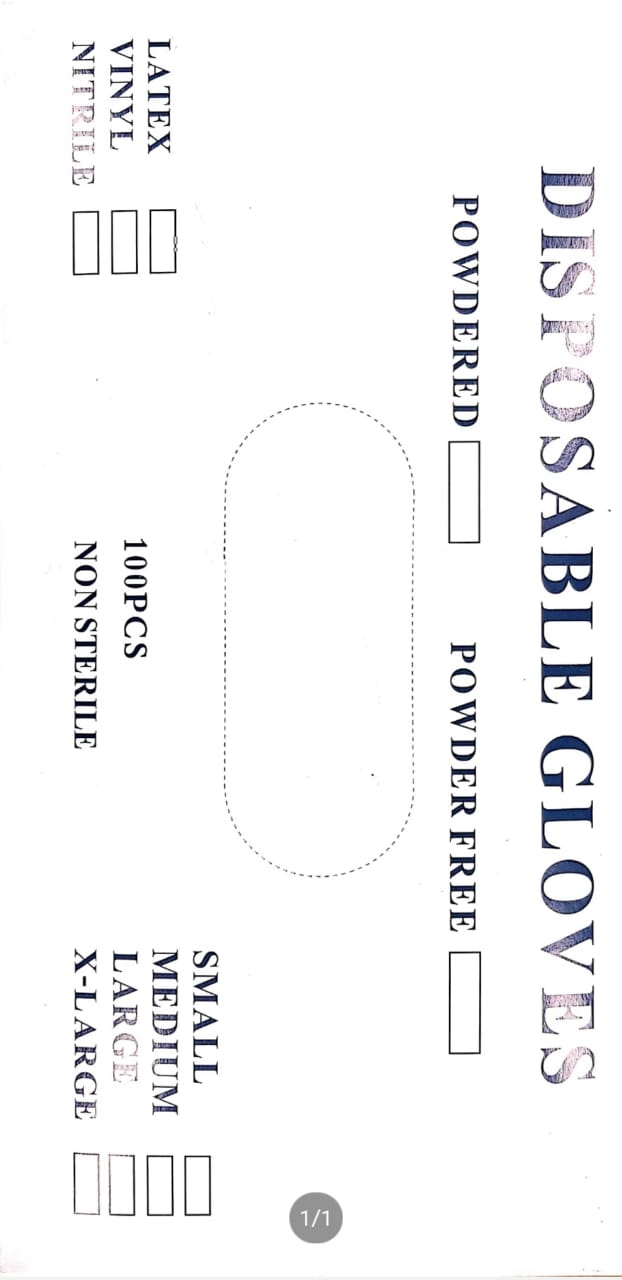 DISPOSABLE GLOVES
POWDERED
POWDER FREE
LATEX
VINYL
NITRILE
100PCS
NON STERILE
SMALL
MEDIUM
LARGE
X-LARGE
1/1